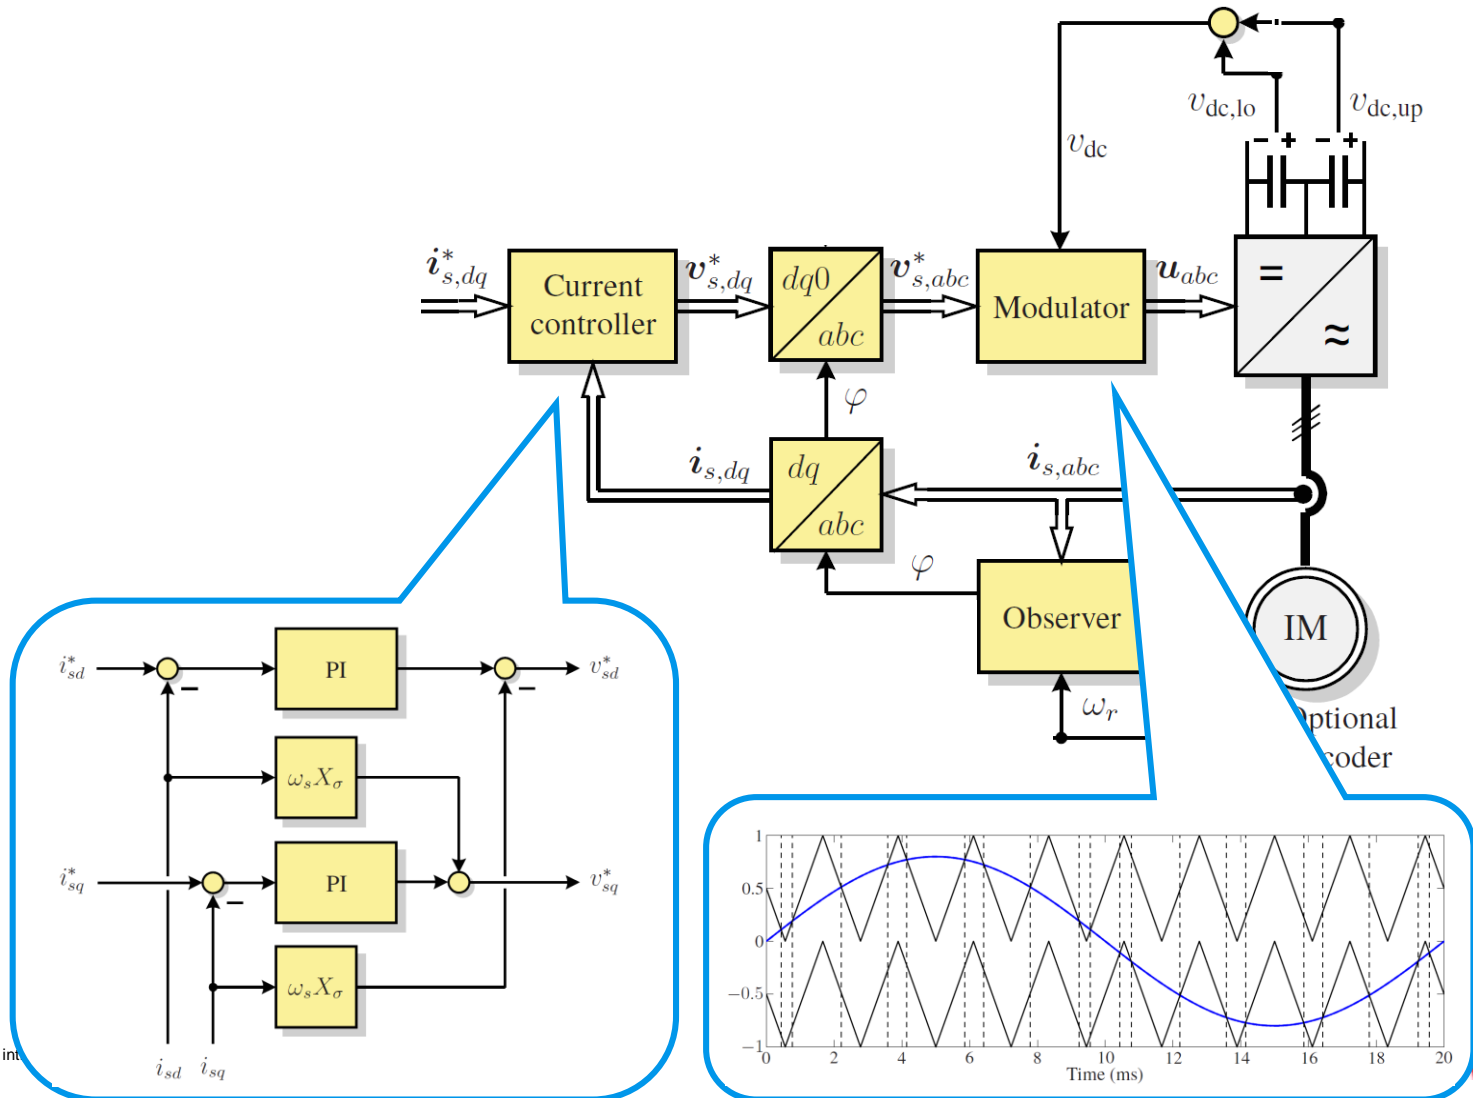 v_dc,lo
v_dc,up
v_dc
- + - +
i*_s,dq
Current
controller
v*_s,dq
dq0
abc
v*_s,abc
Modulator
u_abc
=
≈
φ
i_s,dq
dq
abc
i_s,abc
φ
Observer
IM
ω_r
ptional
coder
i*_sd
−
PI
−
v*_sd
ω_s X_σ
i*_sq
−
PI
v*_sq
ω_s X_σ
i_sd
i_sq
int
1
0.5
0
−0.5
−1
0 2 4 6 8 10 12 14 16 18 20
Time (ms)